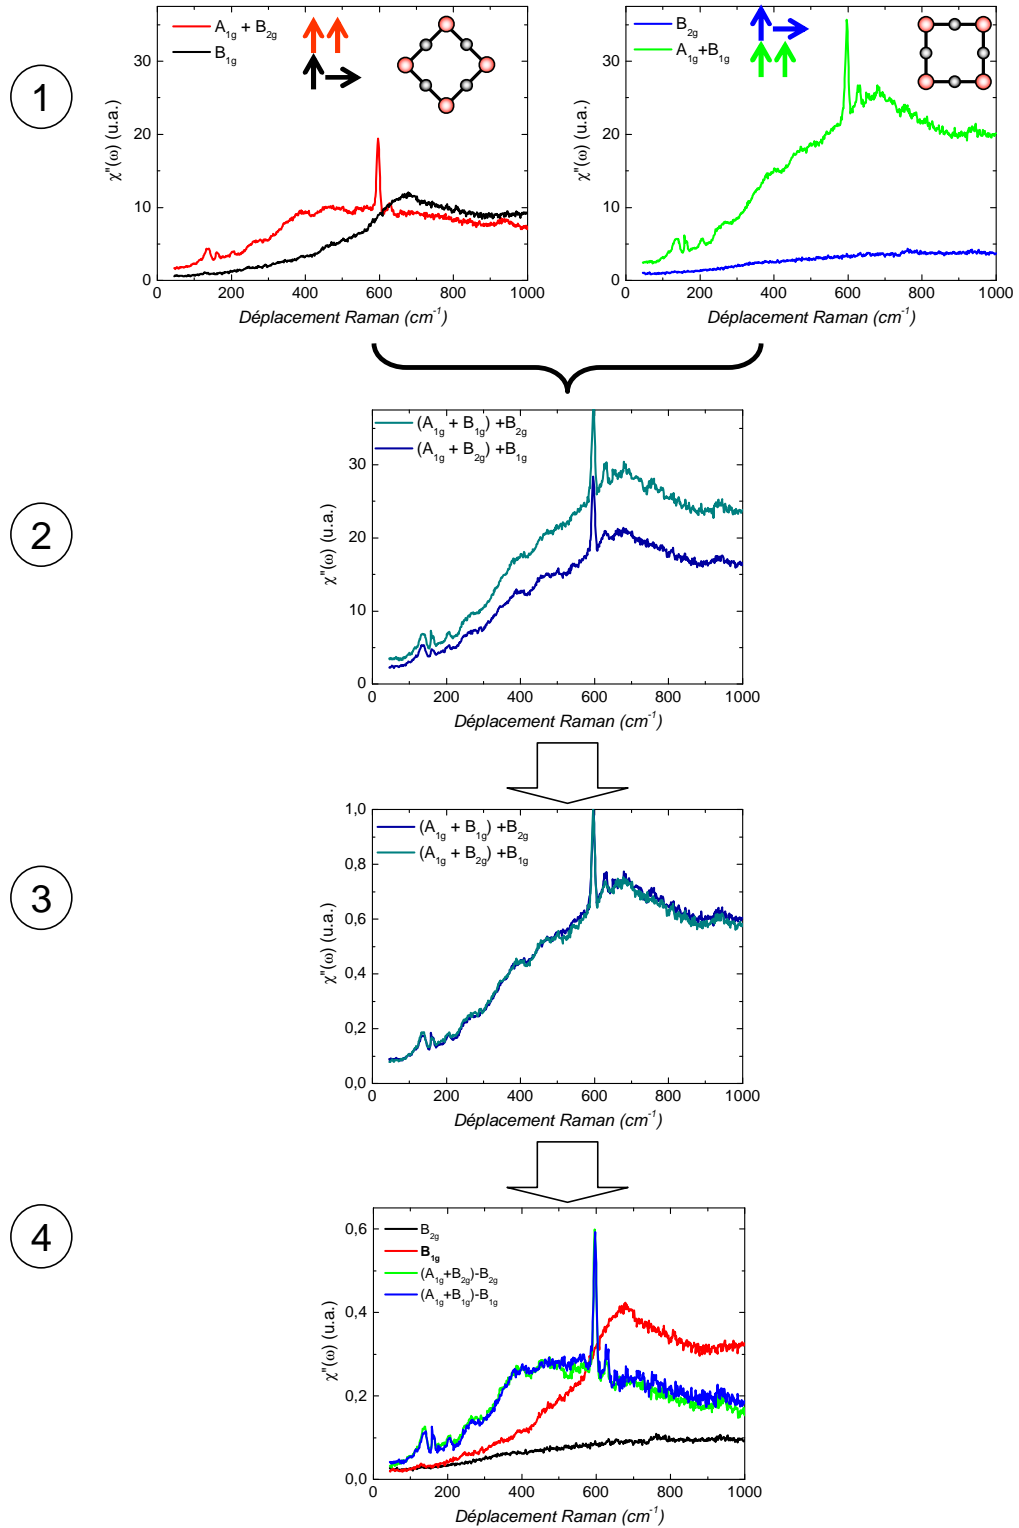 1
A1g + B2g
B1g
χ"(ω) (u.a.)
30
20
10
0
0 200 400 600 800 1000
Déplacement Raman (cm-1)
B2g
A1g+B1g
χ"(ω) (u.a.)
30
20
10
0
0 200 400 600 800 1000
Déplacement Raman (cm-1)
2
(A1g + B1g) +B2g
(A1g + B2g) +B1g
χ"(ω) (u.a.)
30
20
10
0
0 200 400 600 800 1000
Déplacement Raman (cm-1)
3
(A1g + B1g) +B2g
(A1g + B2g) +B1g
χ"(ω) (u.a.)
1,0
0,8
0,6
0,4
0,2
0,0
0 200 400 600 800 1000
Déplacement Raman (cm-1)
4
B2g
B1g
(A1g+B2g)-B2g
(A1g+B1g)-B1g
χ"(ω) (u.a.)
0,6
0,4
0,2
0,0
0 200 400 600 800 1000
Déplacement Raman (cm-1)